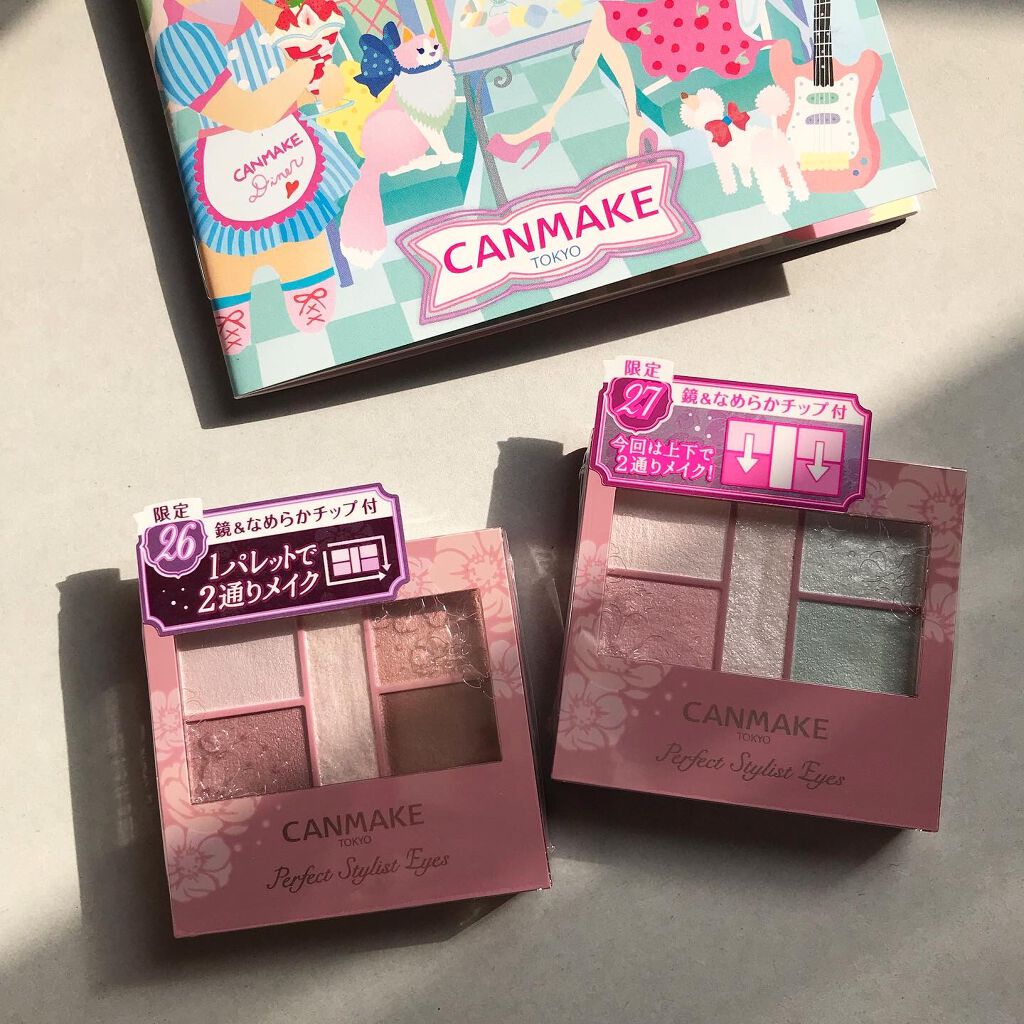 CANMAKE
Diner
CANMAKE
TOKYO
限定
27
鏡&なめらかチップ付
今回は上下で
2通りメイク!
CANMAKE
TOKYO
Perfect Stylist Eyes
限定
26
鏡&なめらかチップ付
1パレットで
2通りメイク
CANMAKE
TOKYO
Perfect Stylist Eyes